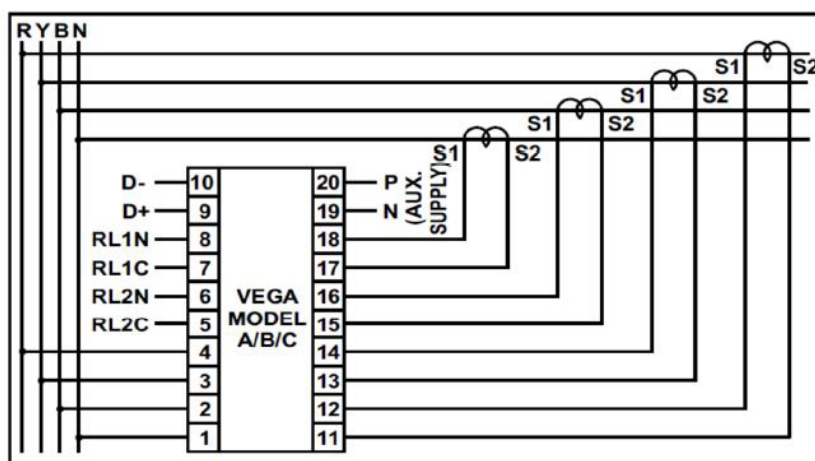 R Y B N
S1 S2
S1 S2
S1 S2
S1 S2
D- 10 20 P
D+ 9 19 N
(AUX. SUPPLY)
RL1N 8 18
RL1C 7 17
RL2N 6 16
RL2C 5 15
VEGA
MODEL
A/B/C
4 14
3 13
2 12
1 11